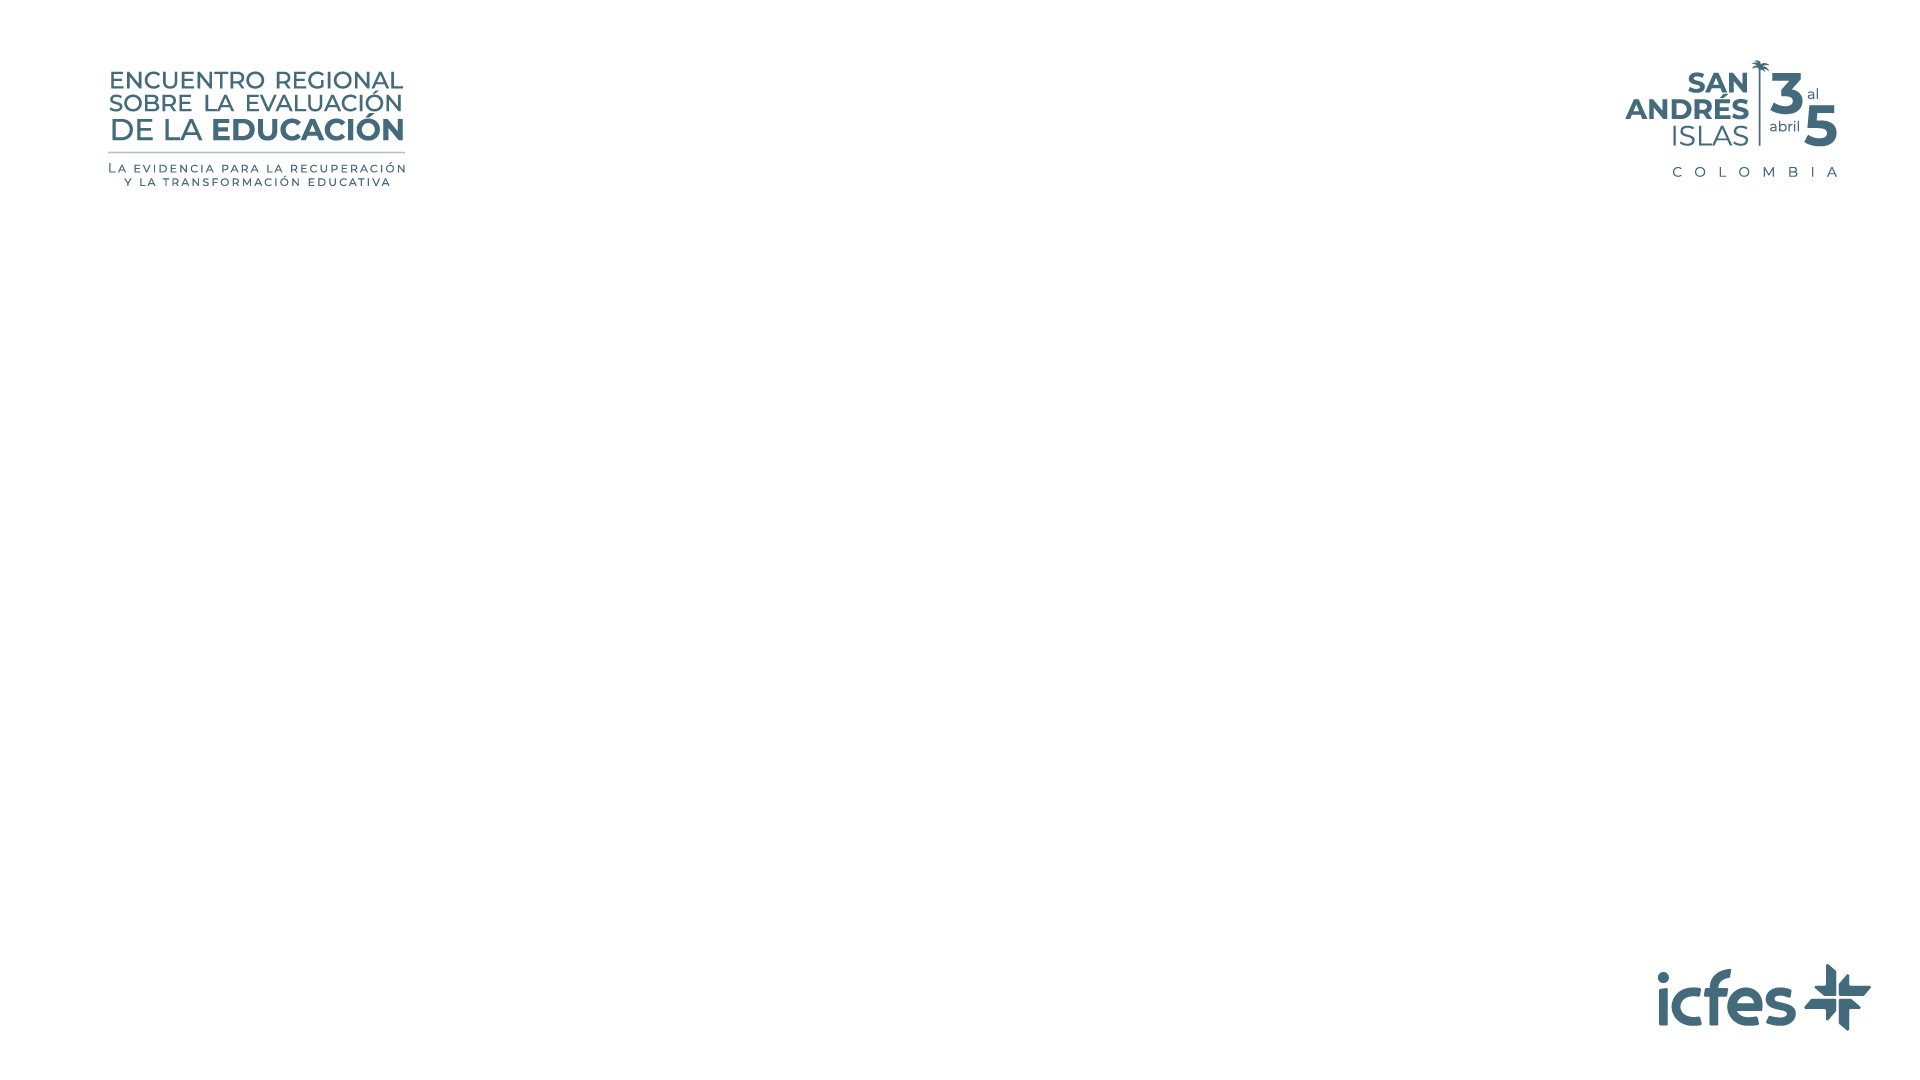 ENCUENTRO REGIONAL
SOBRE LA EVALUACIÓN
DE LA EDUCACIÓN
LA EVIDENCIA PARA LA RECUPERACIÓN
Y LA TRANSFORMACIÓN EDUCATIVA
SAN
ANDRÉS
ISLAS
3 al
abril 5
COLOMBIA
icfes